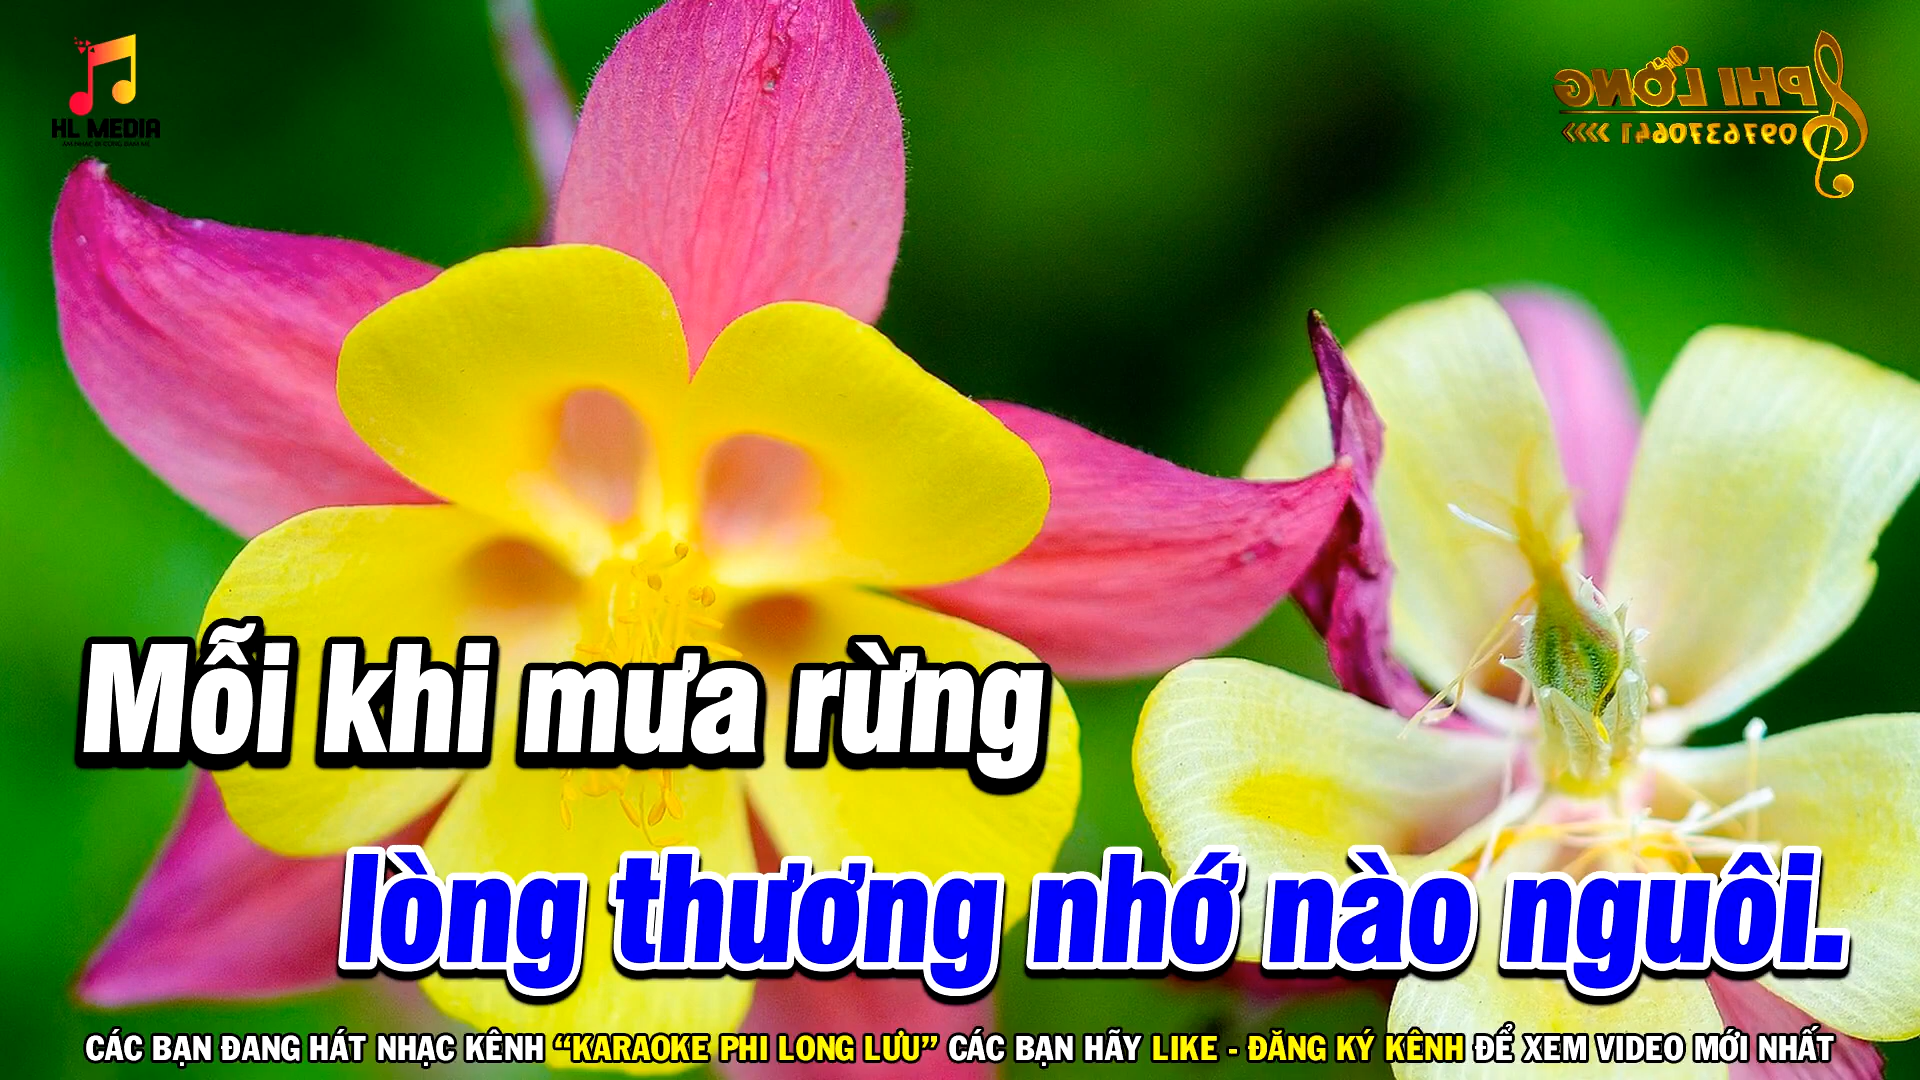 HL MEDIA
PHI LONG
0976370641
Mỗi khi mưa rừng
lòng thương nhớ nào nguôi.
CÁC BẠN ĐANG HÁT NHẠC KÊNH “KARAOKE PHI LONG LƯU” CÁC BẠN HÃY LIKE - ĐĂNG KÝ KÊNH ĐỂ XEM VIDEO MỚI NHẤT